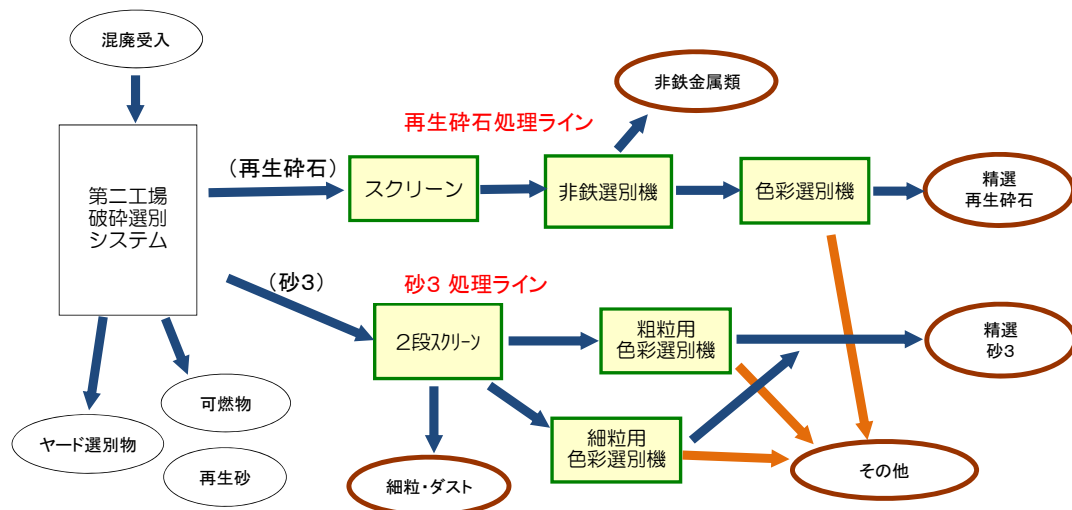 混廃受入
非鉄金属類
再生砕石処理ライン
(再生砕石)
スクリーン
非鉄選別機
色彩選別機
精選
再生砕石
第二工場
破砕選別
システム
(砂3)
砂3 処理ライン
2段スクリーン
粗粒用
色彩選別機
精選
砂3
可燃物
ヤード選別物
細粒用
色彩選別機
その他
再生砂
細粒・ダスト